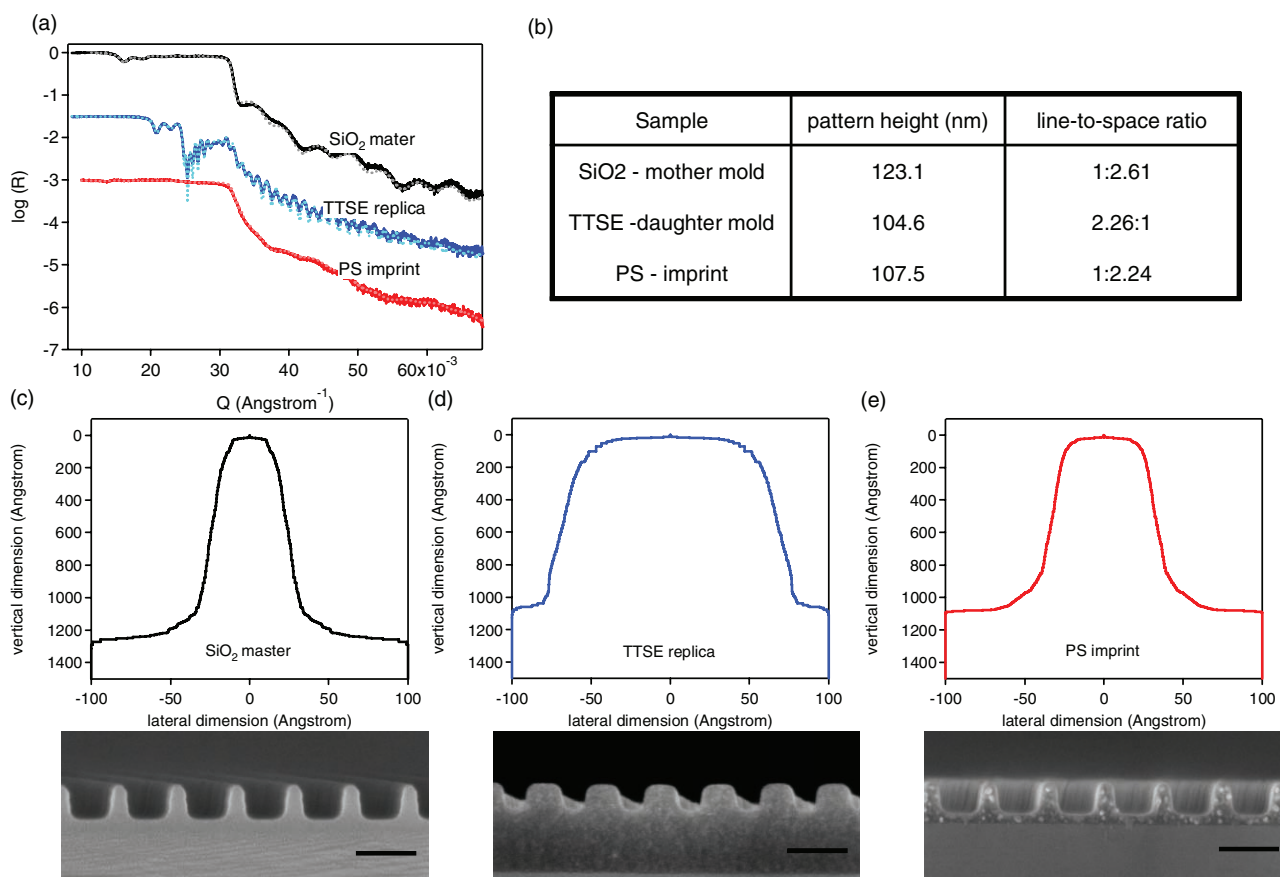 (a)
0
-1
-2
-3
-4
-5
-6
-7
log (R)
SiO2 mater
TTSE replica
PS imprint
10 20 30 40 50 60x10-3
Q (Angstrom-1)
(b)
Sample pattern height (nm) line-to-space ratio
SiO2 - mother mold 123.1 1:2.61
TTSE -daughter mold 104.6 2.26:1
PS - imprint 107.5 1:2.24
(c)
0
200
400
600
800
1000
1200
1400
vertical dimension (Angstrom)
SiO2 master
-100 -50 0 50 100
lateral dimension (Angstrom)
(d)
0
200
400
600
800
1000
1200
1400
vertical dimension (Angstrom)
TTSE replica
-100 -50 0 50 100
lateral dimension (Angstrom)
(e)
0
200
400
600
800
1000
1200
1400
vertical dimension (Angstrom)
PS imprint
-100 -50 0 50 100
lateral dimension (Angstrom)